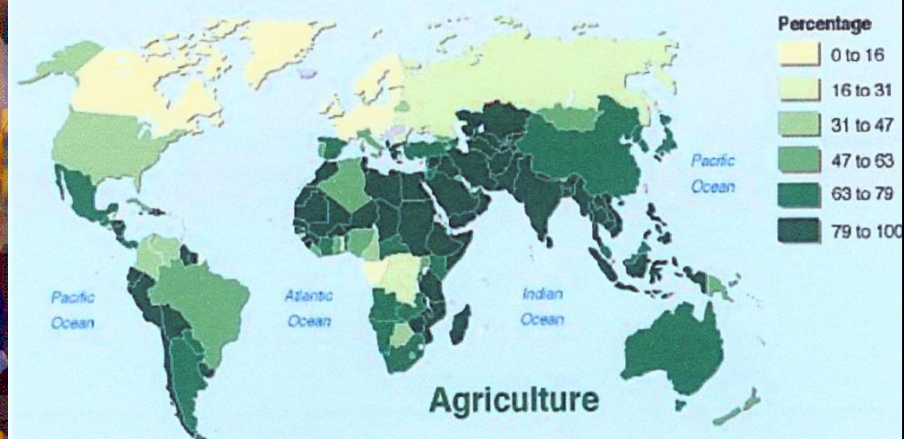 Percentage
0 to 16
16 to 31
31 to 47
47 to 63
63 to 79
79 to 100
Pacific
Ocean
Pacific
Ocean
Atlantic
Ocean
Indian
Ocean
Agriculture